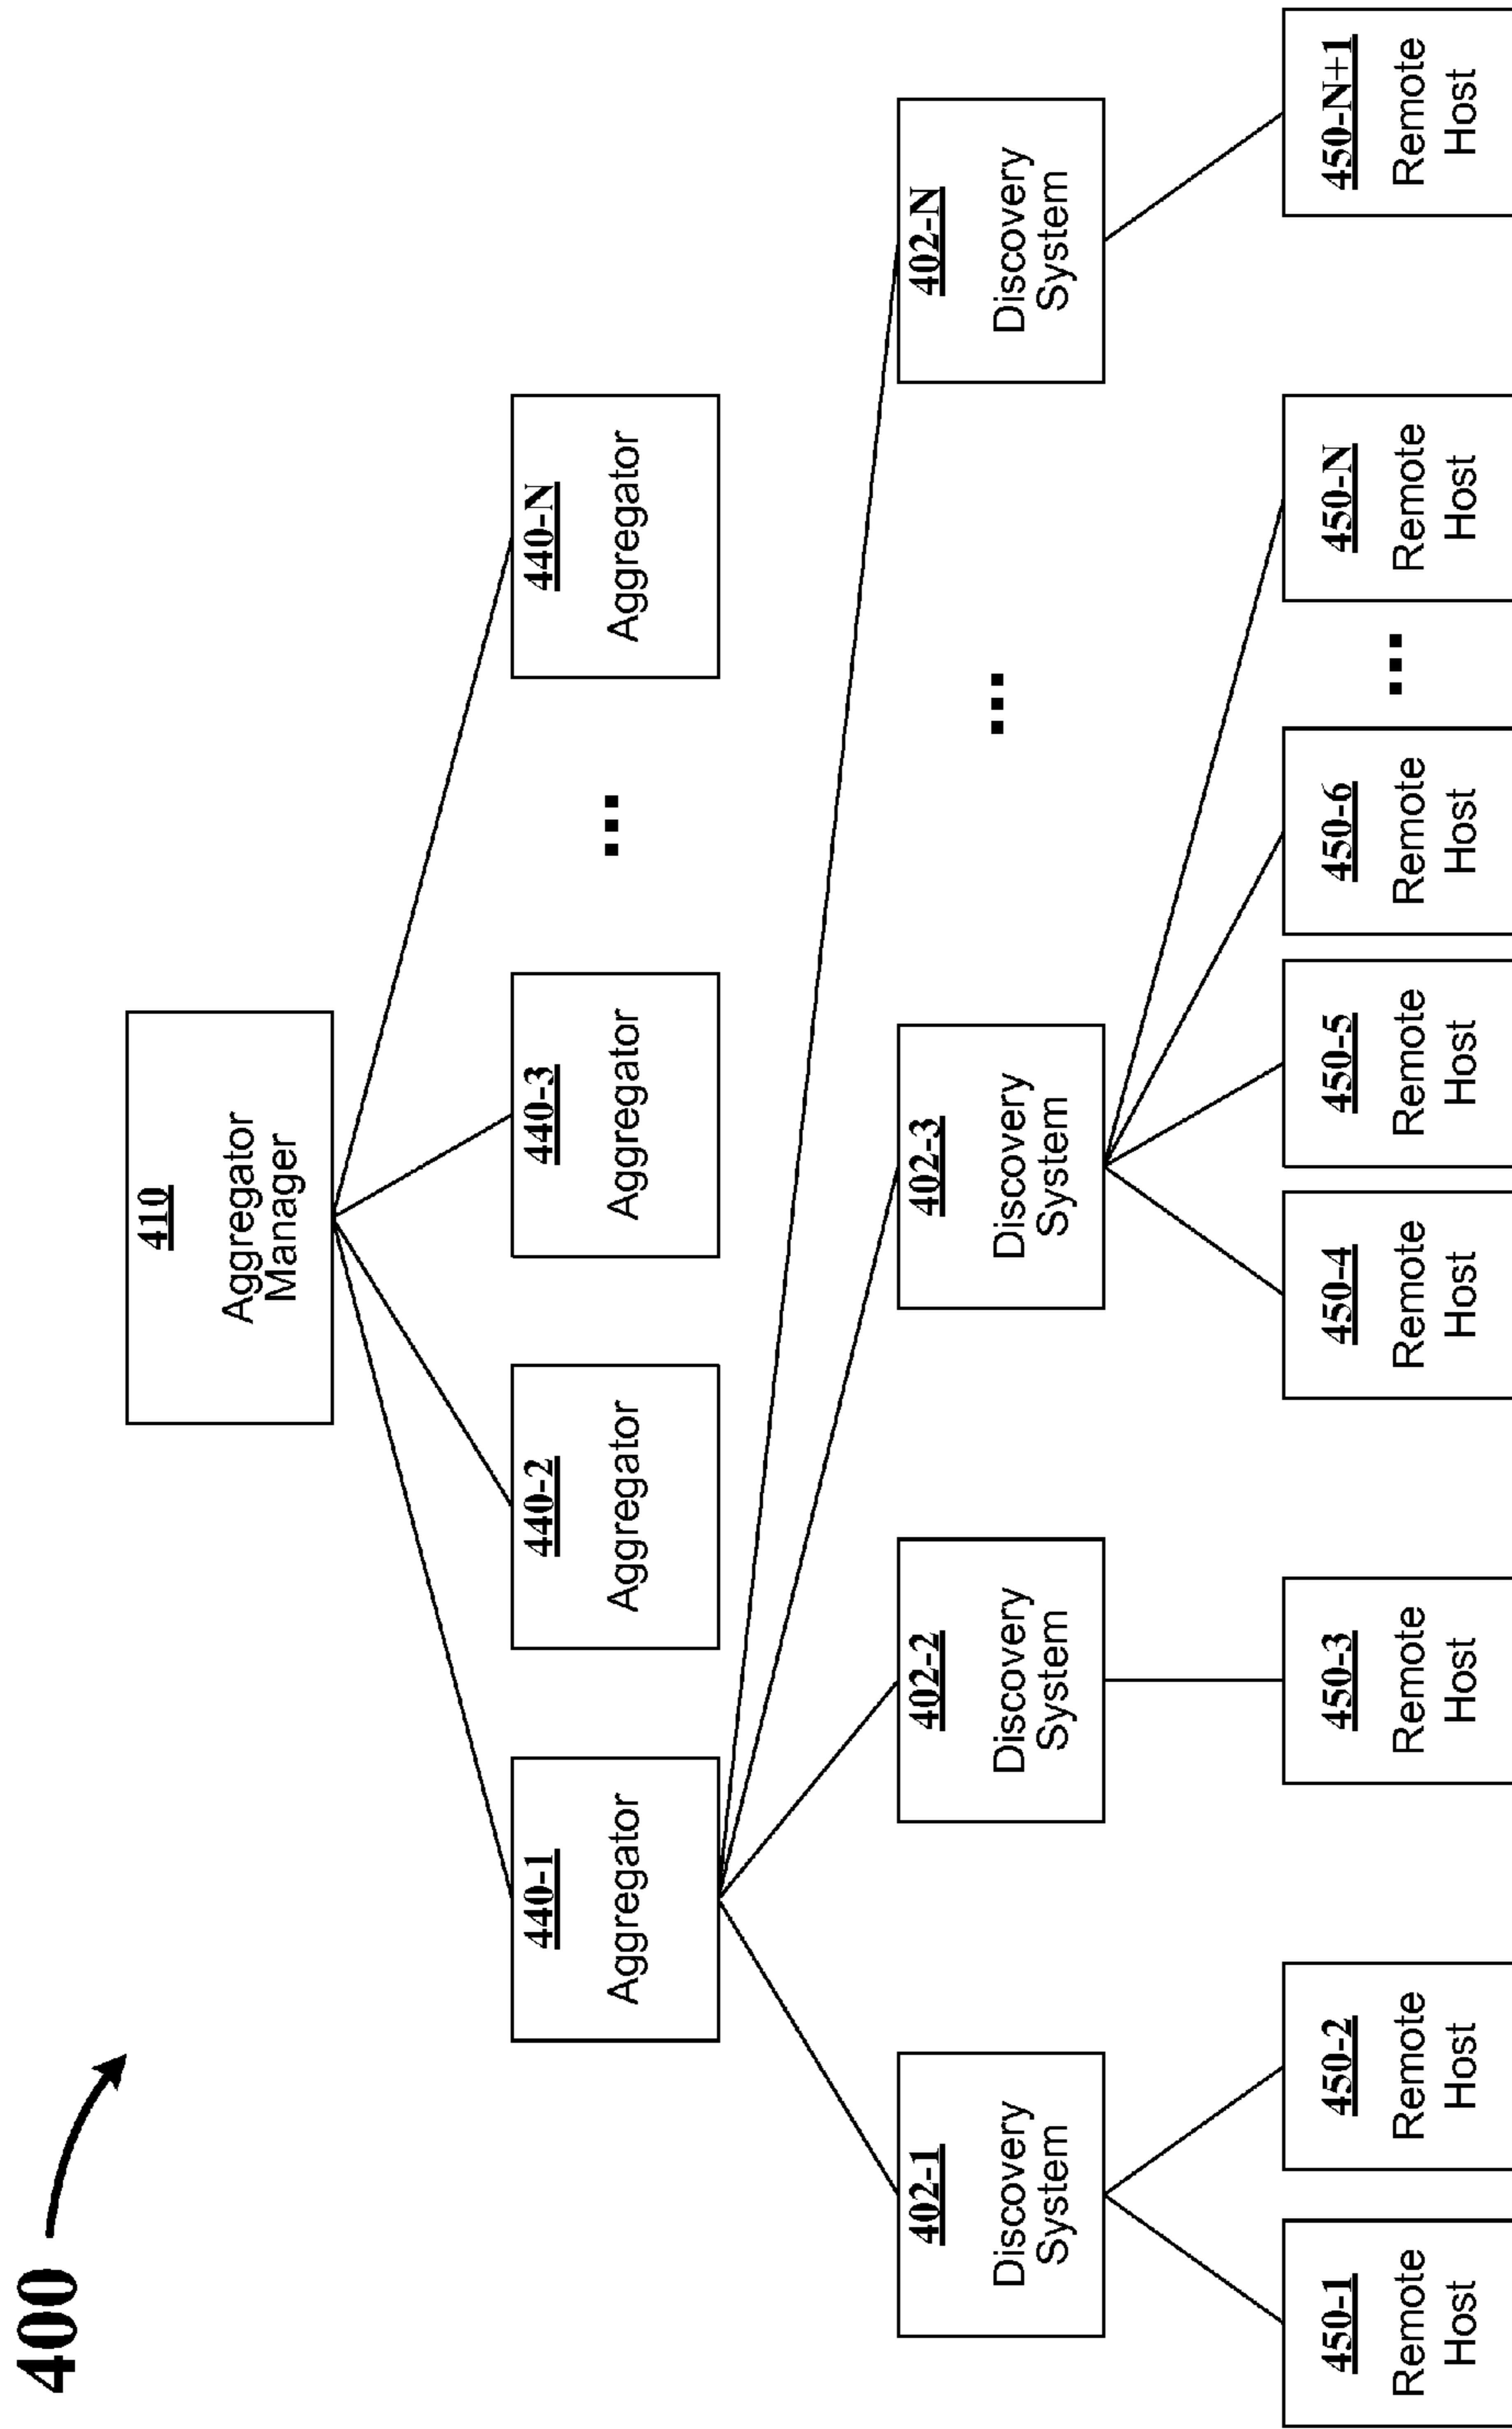 400
410
Aggregator
Manager
440-1
Aggregator
440-2
Aggregator
440-3
Aggregator
...
440-N
Aggregator
402-1
Discovery
System
402-2
Discovery
System
402-3
Discovery
System
...
402-N
Discovery
System
450-1
Remote
Host
450-2
Remote
Host
450-3
Remote
Host
450-4
Remote
Host
450-5
Remote
Host
450-6
Remote
Host
...
450-N
Remote
Host
450-N+1
Remote
Host